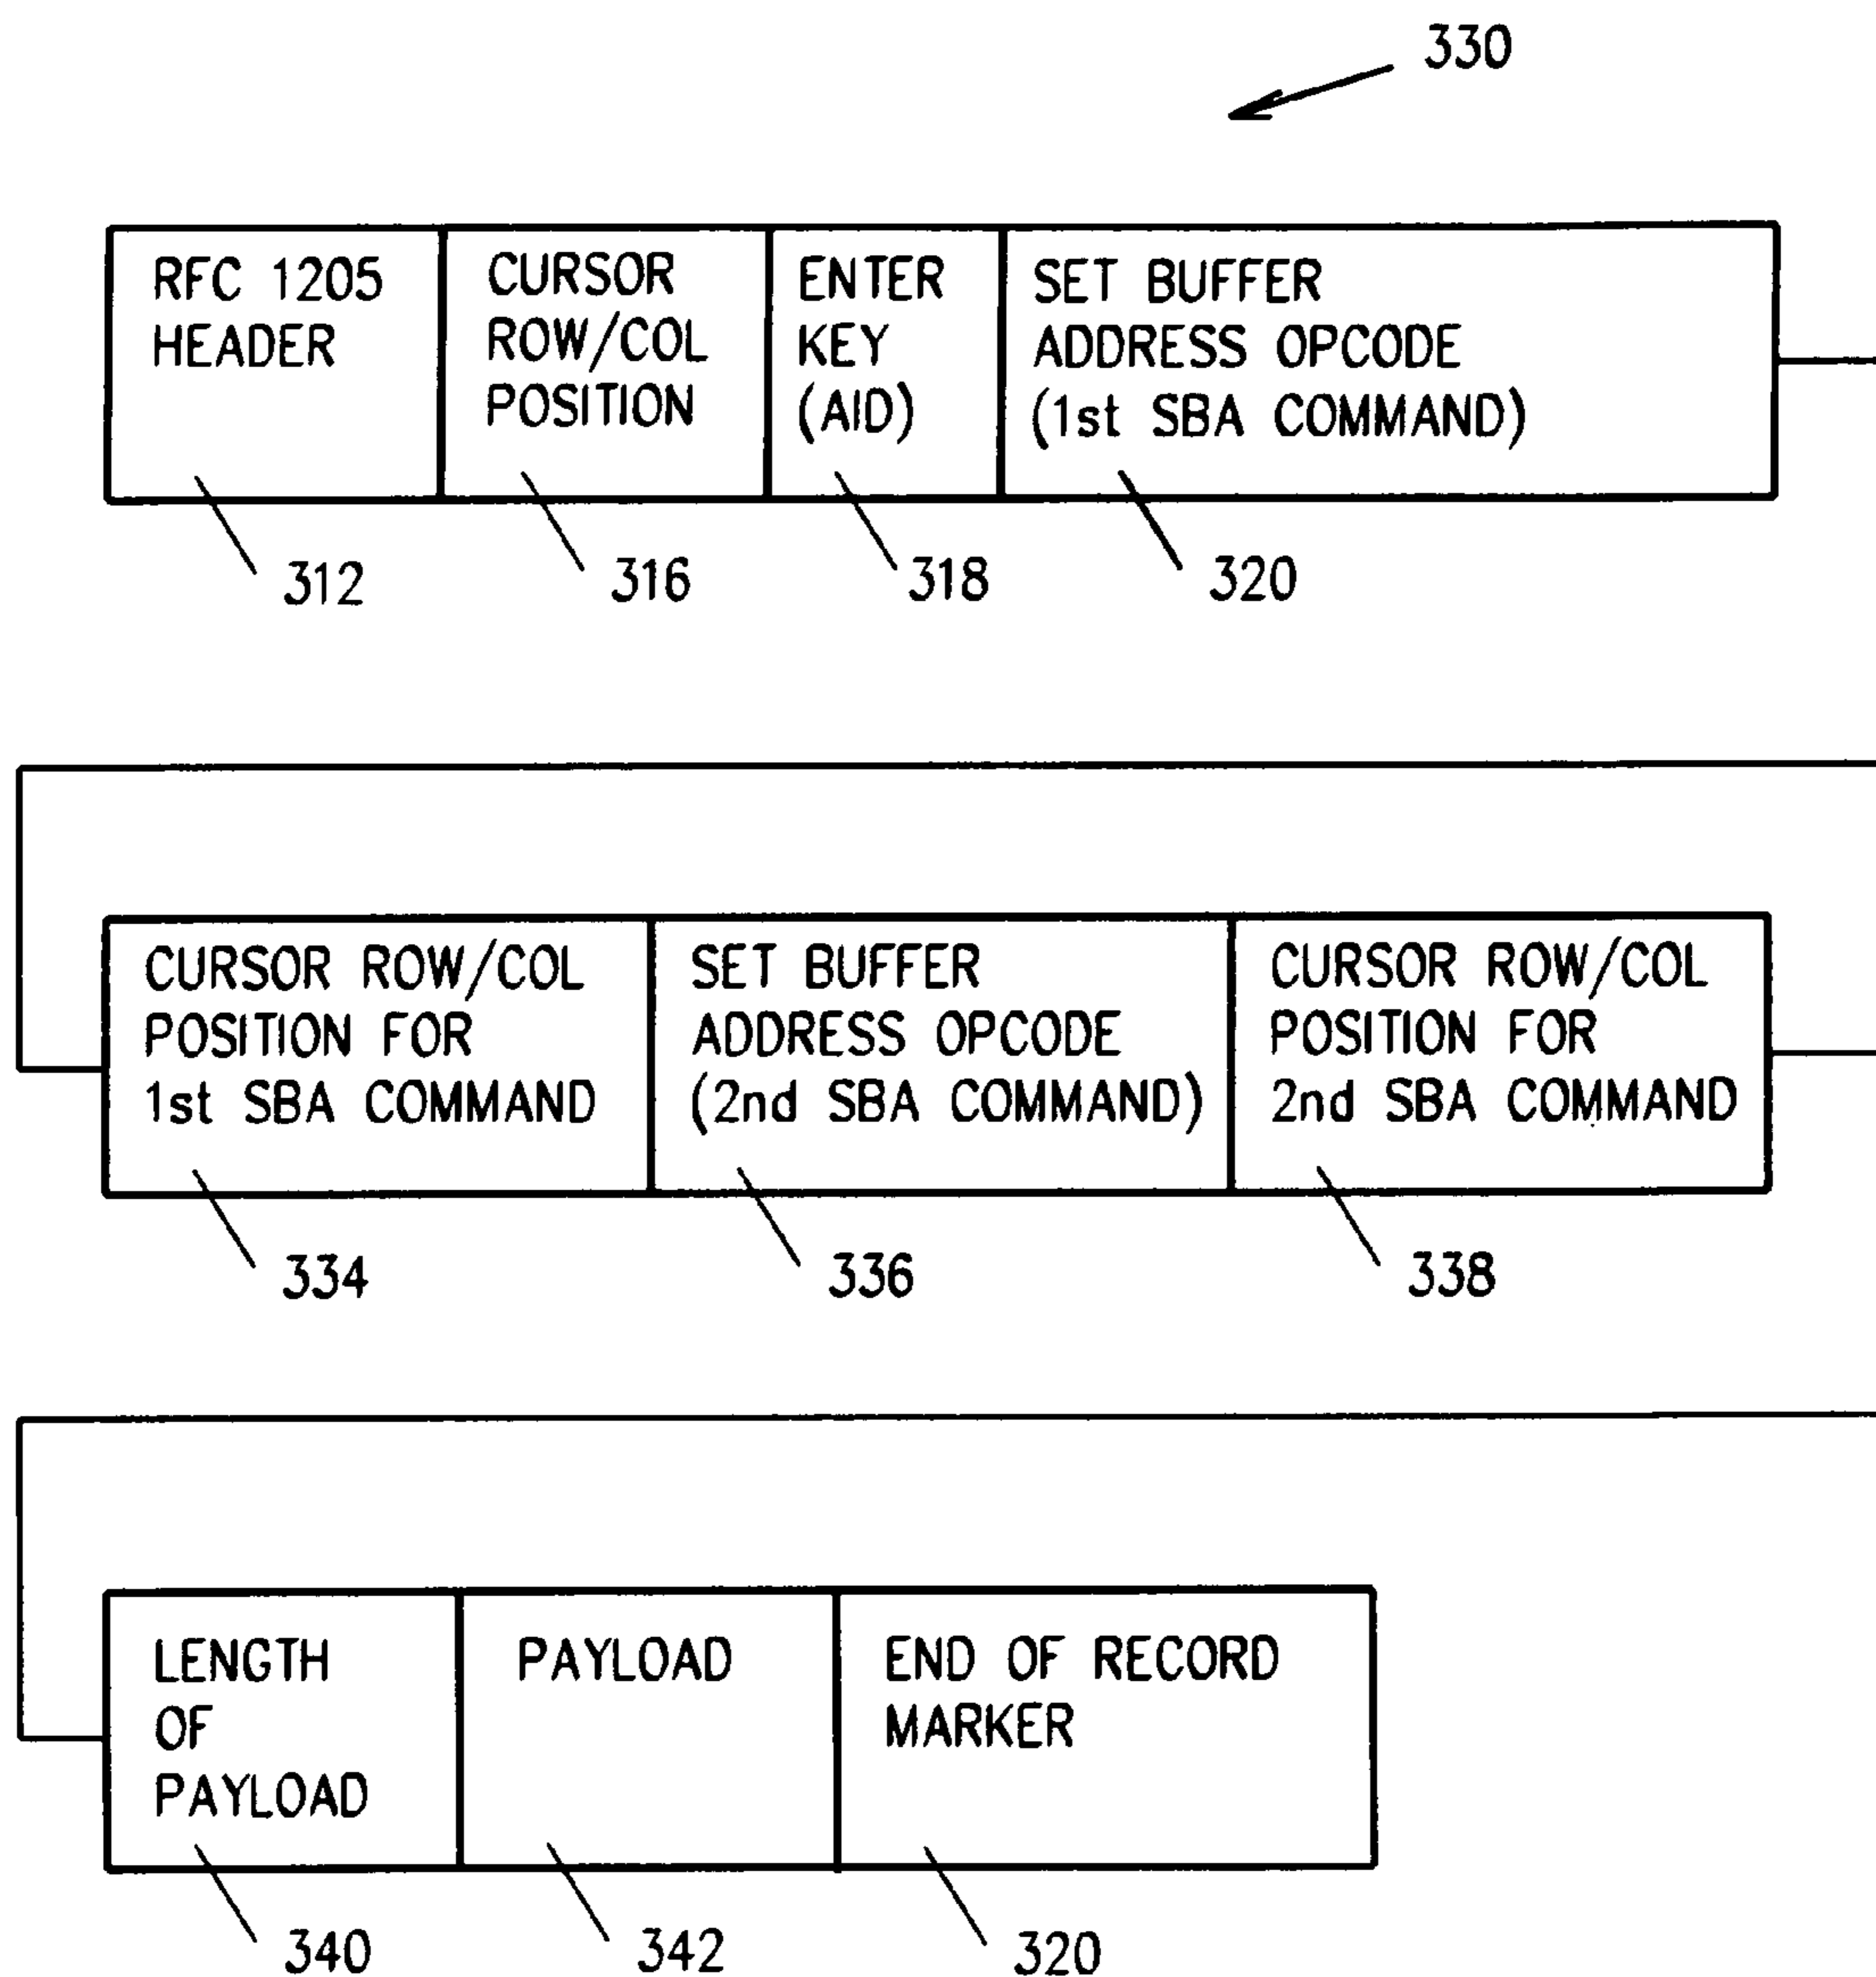 330
RFC 1205
HEADER
CURSOR
ROW/COL
POSITION
ENTER
KEY
(AID)
SET BUFFER
ADDRESS OPCODE
(1st SBA COMMAND)
312
316
318
320
CURSOR ROW/COL
POSITION FOR
1st SBA COMMAND
SET BUFFER
ADDRESS OPCODE
(2nd SBA COMMAND)
CURSOR ROW/COL
POSITION FOR
2nd SBA COMMAND
334
336
338
LENGTH
OF
PAYLOAD
PAYLOAD
END OF RECORD
MARKER
340
342
320